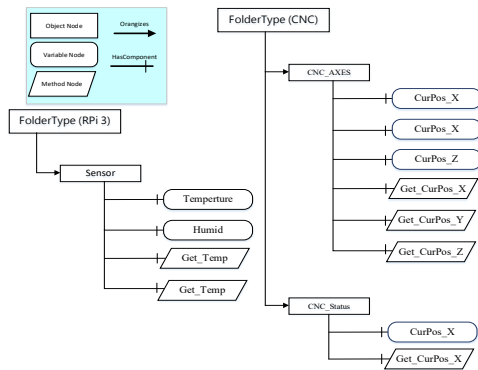 Object Node
Orangizes
Variable Node
HasComponent
Method Node
FolderType (RPi 3)
Sensor
Temperture
Humid
Get_Temp
Get_Temp
FolderType (CNC)
CNC_AXES
CurPos_X
CurPos_X
CurPos_Z
Get_CurPos_X
Get_CurPos_Y
Get_CurPos_Z
CNC_Status
CurPos_X
Get_CurPos_X